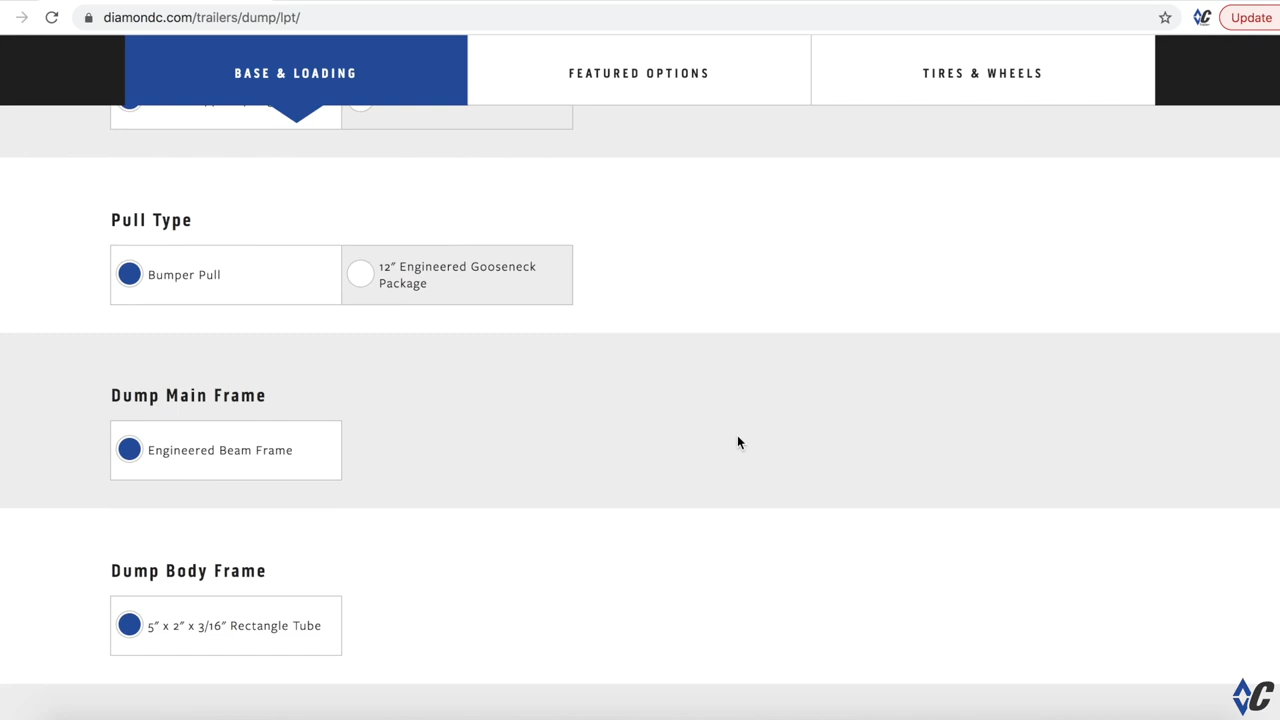 diamondc.com/trailers/dump/lpt/
Update
BASE & LOADING
FEATURED OPTIONS
TIRES & WHEELS
Pull Type
Bumper Pull
12" Engineered Gooseneck
Package
Dump Main Frame
Engineered Beam Frame
Dump Body Frame
5" x 2" x 3/16" Rectangle Tube